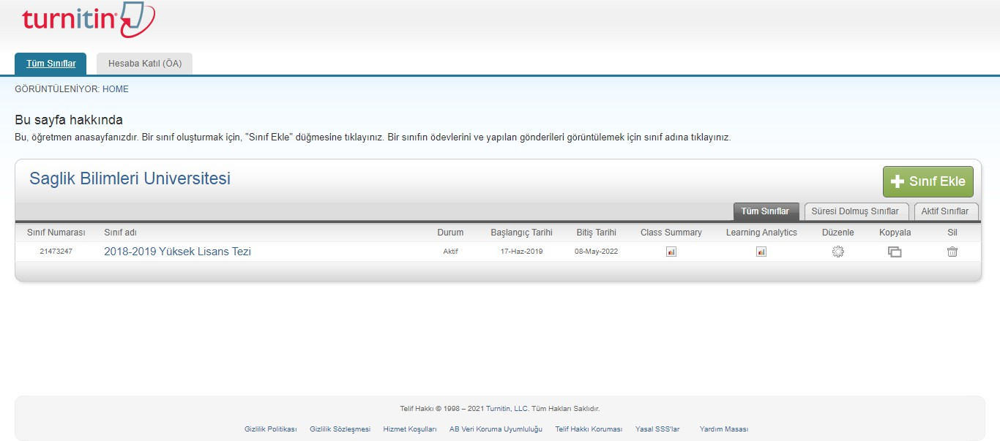 turnitin
Tüm Sınıflar
Hesaba Katıl (ÖA)
GÖRÜNTÜLENİYOR: HOME
Bu sayfa hakkında
Bu, öğretmen anasayfanızdır. Bir sınıf oluşturmak için, "Sınıf Ekle" düğmesine tıklayınız. Bir sınıfın ödevlerini ve yapılan gönderileri görüntülemek için sınıf adına tıklayınız.
Saglik Bilimleri Universitesi
Sınıf Ekle
Tüm Sınıflar Süresi Dolmuş Sınıflar Aktif Sınıflar
Sınıf Numarası Sınıf adı Durum Başlangıç Tarihi Bitiş Tarihi Class Summary Learning Analytics Düzenle Kopyala Sil
21473247 2018-2019 Yüksek Lisans Tezi Aktif 17-Haz-2019 08-May-2022
Telif Hakkı © 1998 – 2021 Turnitin, LLC. Tüm Hakları Saklıdır.
Gizlilik Politikası Gizlilik Sözleşmesi Hizmet Koşulları AB Veri Koruma Uyumluluğu Telif Hakkı Koruması Yasal SSS'lar Yardım Masası